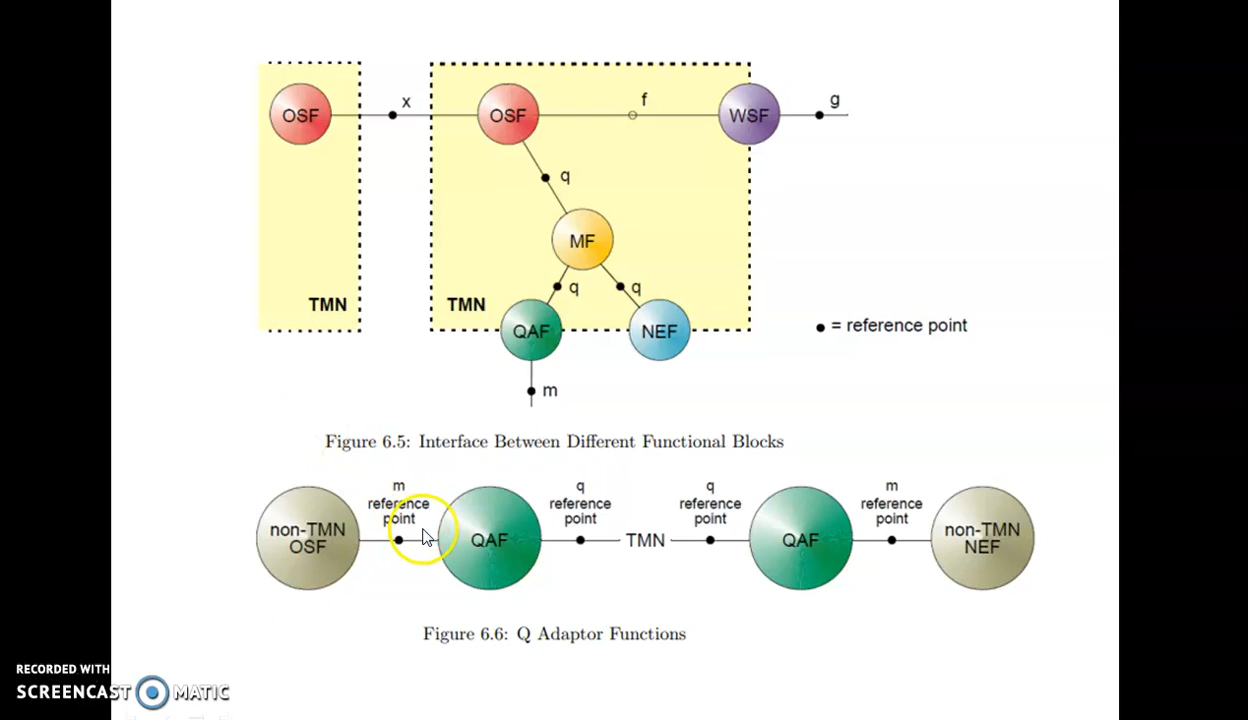 x
f
g
OSF
OSF
WSF
q
MF
q
q
TMN
TMN
QAF
NEF
= reference point
m
Figure 6.5: Interface Between Different Functional Blocks
m
reference
point
q
reference
point
q
reference
point
m
reference
point
non-TMN
OSF
QAF
TMN
QAF
non-TMN
NEF
Figure 6.6: Q Adaptor Functions
RECORDED WITH
SCREENCAST MATIC